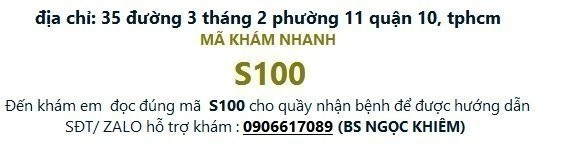 địa chỉ: 35 đường 3 tháng 2 phường 11 quận 10, tphcm
MÃ KHÁM NHANH
S100
Đến khám em đọc đúng mã S100 cho quầy nhận bệnh để được hướng dẫn
SĐT/ ZALO hỗ trợ khám : 0906617089 (BS NGỌC KHIÊM)